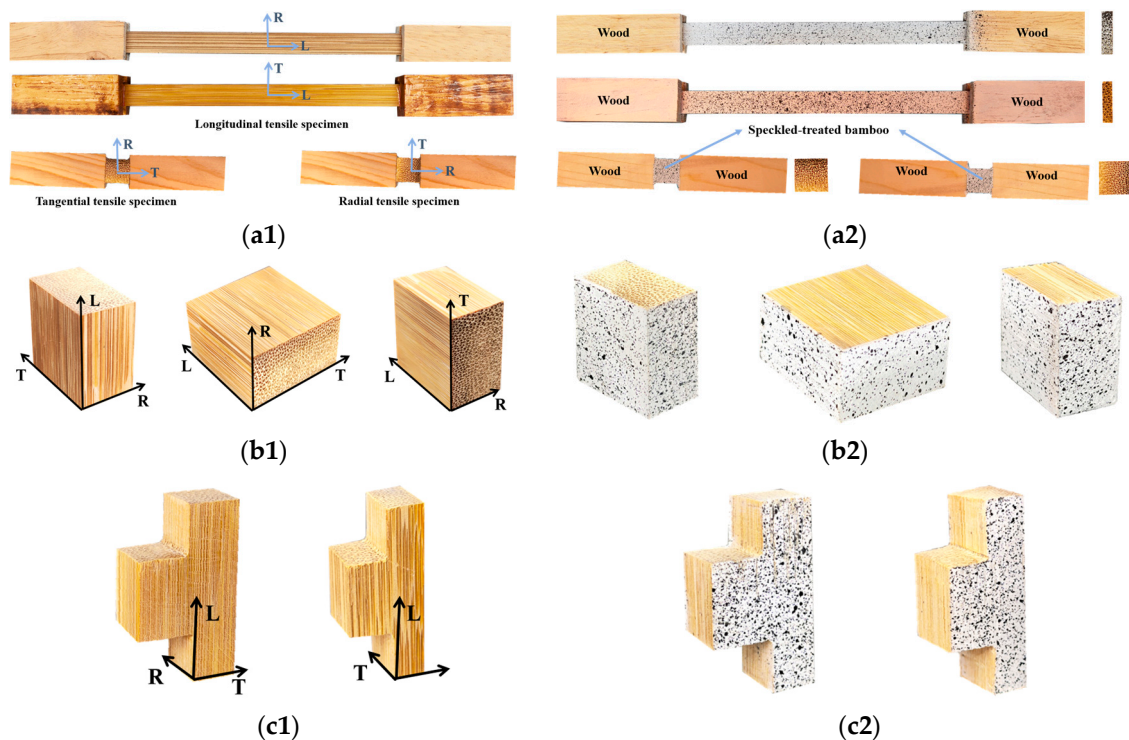 R
L
T
L
Longitudinal tensile specimen
R
T
Tangential tensile specimen
T
R
Radial tensile specimen
(a1)
Wood
Wood
Wood
Wood
Speckled-treated bamboo
Wood
Wood
Wood
Wood
(a2)
L
T
R
R
L
T
T
L
R
(b1)
(b2)
L
R
T
L
T
(c1)
(c2)